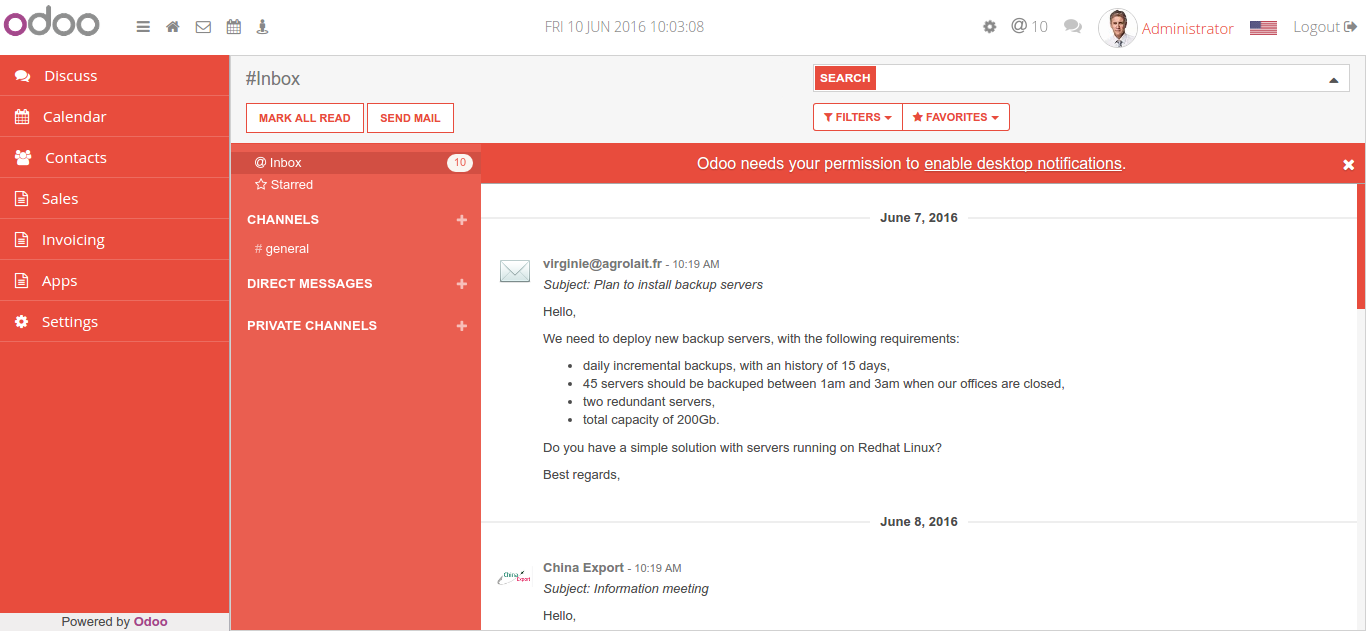 odoo
FRI 10 JUN 2016 10:03:08
@ 10
Administrator
Logout
Discuss
Calendar
Contacts
Sales
Invoicing
Apps
Settings
Powered by Odoo
#Inbox
MARK ALL READ
SEND MAIL
SEARCH
FILTERS
FAVORITES
@ Inbox 10
Starred
CHANNELS +
# general
DIRECT MESSAGES +
PRIVATE CHANNELS +
Odoo needs your permission to enable desktop notifications.
June 7, 2016
virginie@agrolait.fr - 10:19 AM
Subject: Plan to install backup servers
Hello,
We need to deploy new backup servers, with the following requirements:
• daily incremental backups, with an history of 15 days,
• 45 servers should be backuped between 1am and 3am when our offices are closed,
• two redundant servers,
• total capacity of 200Gb.
Do you have a simple solution with servers running on Redhat Linux?
Best regards,
June 8, 2016
China Export
China Export - 10:19 AM
Subject: Information meeting
Hello,